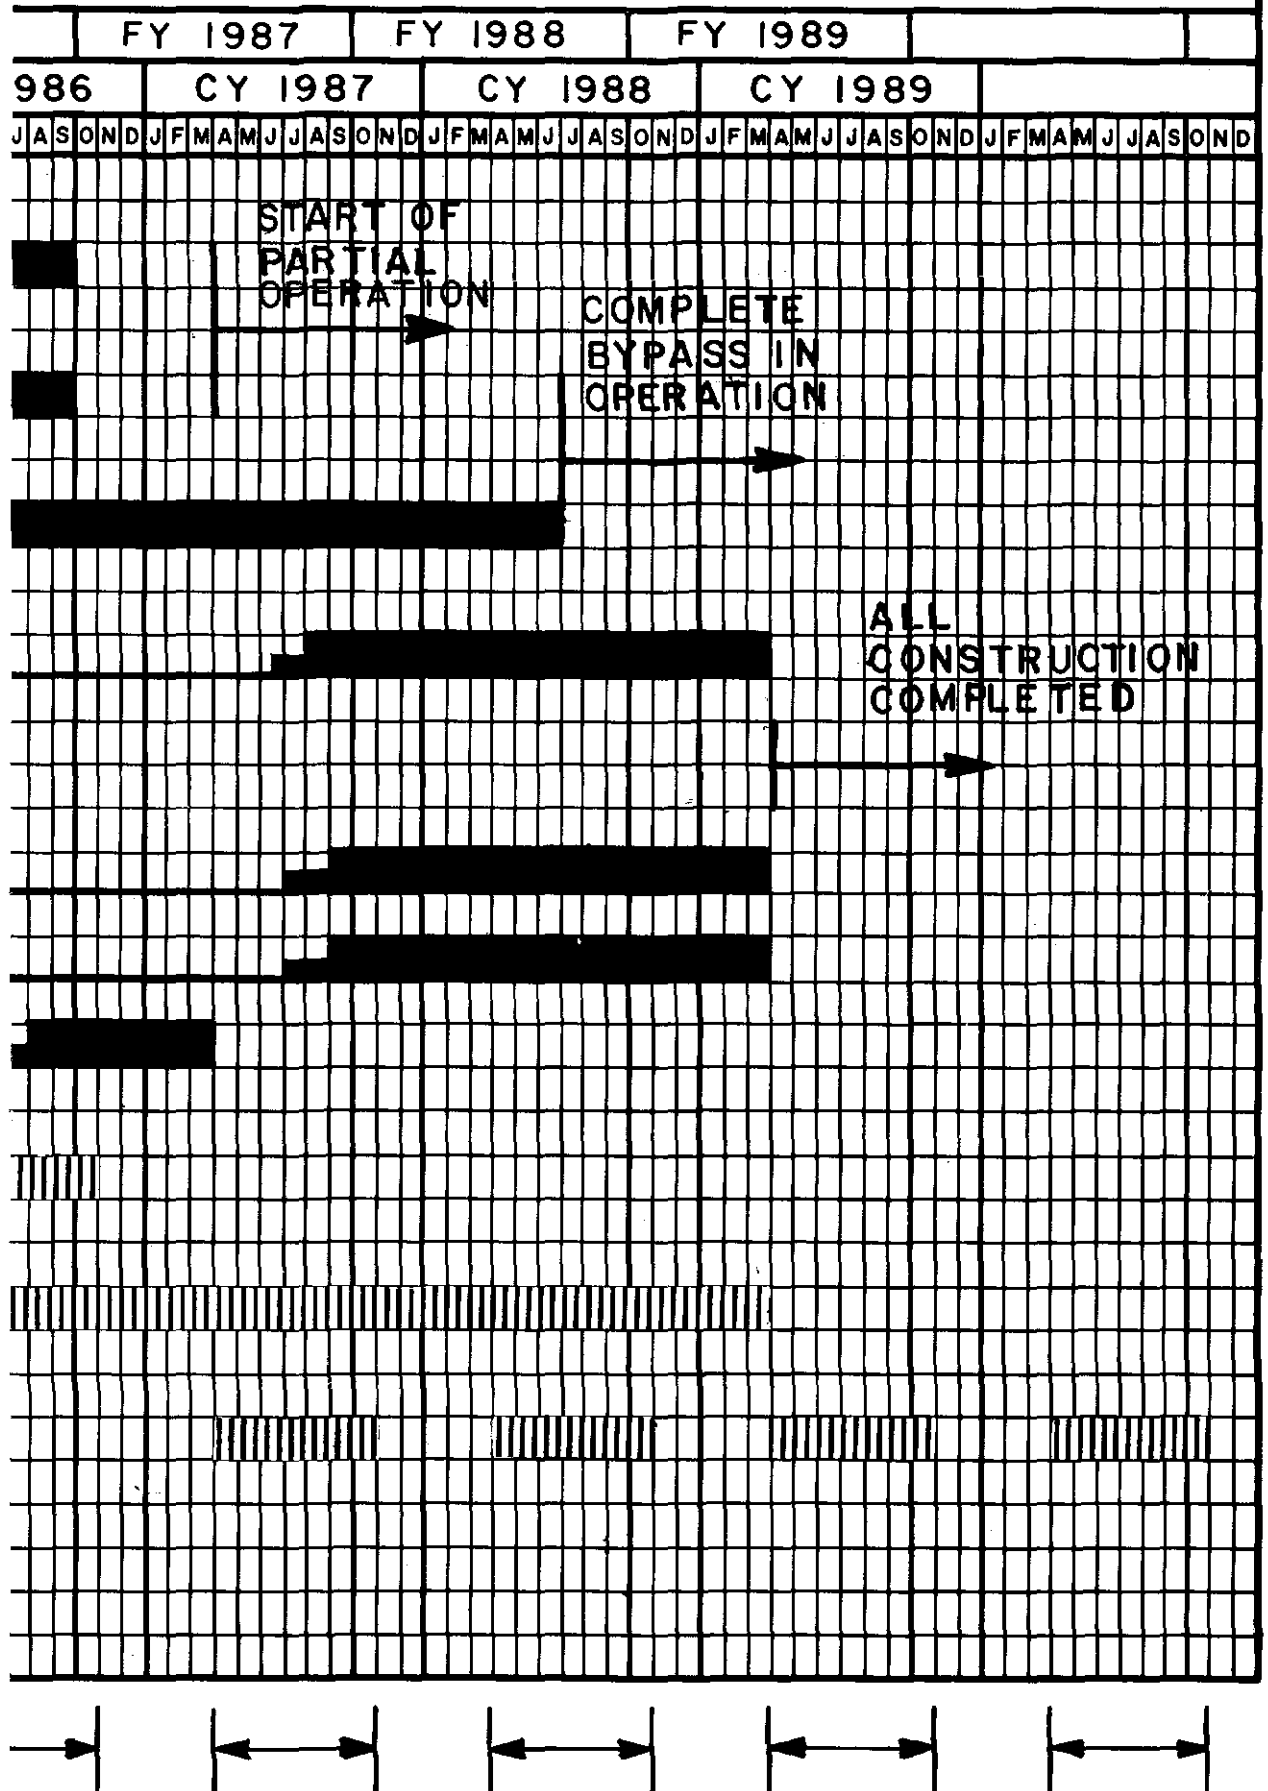 FY 1987 FY 1988 FY 1989
986 CY 1987 CY 1988 CY 1989
J A S O N D J F M A M J J A S O N D J F M A M J J A S O N D J F M A M J J A S O N D J F M A M J J A S O N D
START OF
PARTIAL
OPERATION
COMPLETE
BYPASS IN
OPERATION
ALL
CONSTRUCTION
COMPLETED